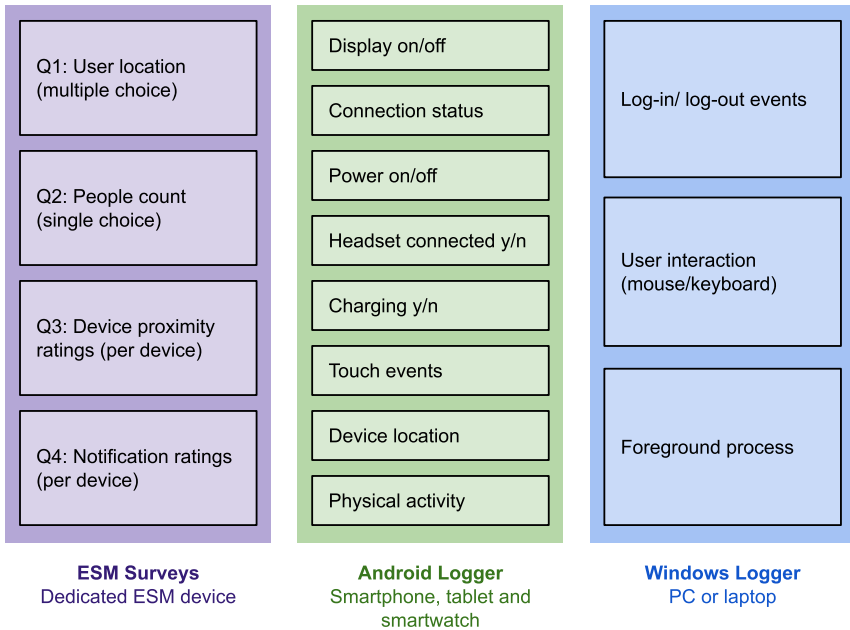 Q1: User location
(multiple choice)
Q2: People count
(single choice)
Q3: Device proximity
ratings (per device)
Q4: Notification ratings
(per device)
ESM Surveys
Dedicated ESM device
Display on/off
Connection status
Power on/off
Headset connected y/n
Charging y/n
Touch events
Device location
Physical activity
Android Logger
Smartphone, tablet and
smartwatch
Log-in/ log-out events
User interaction
(mouse/keyboard)
Foreground process
Windows Logger
PC or laptop